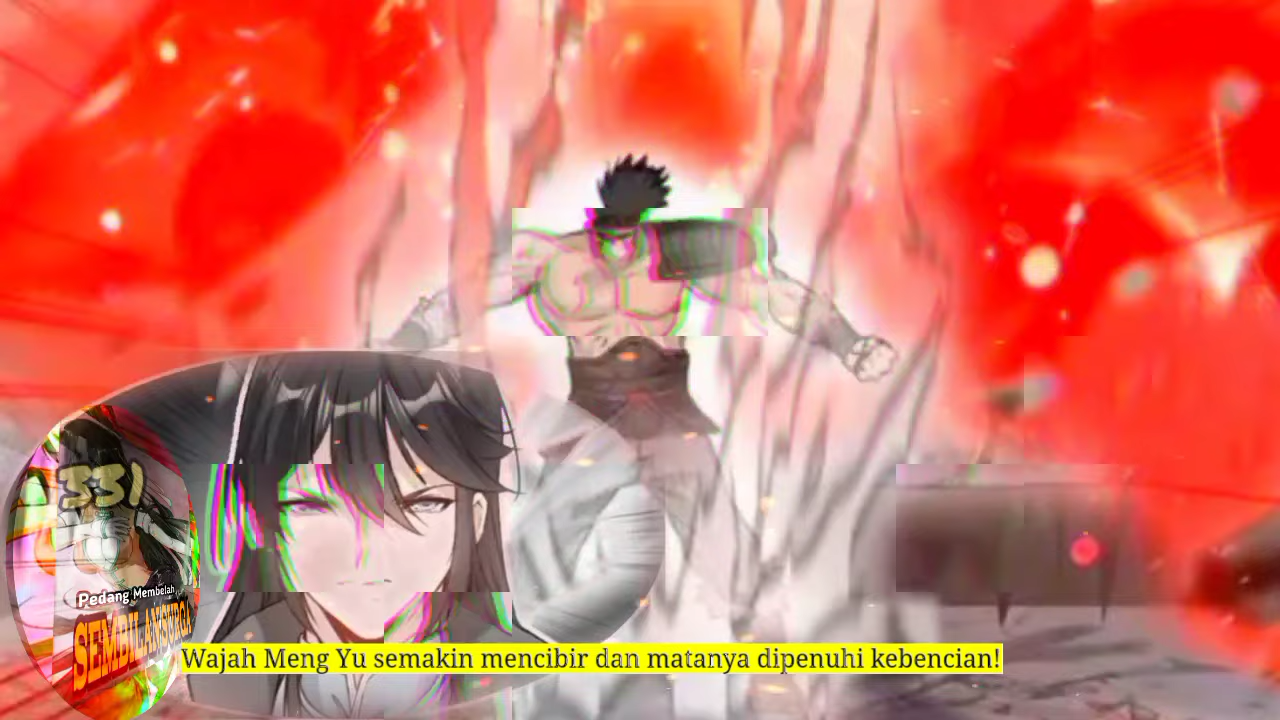 331
Pedang Membelah
SEMBILAN SURGA
Wajah Meng Yu semakin mencibir dan matanya dipenuhi kebencian!